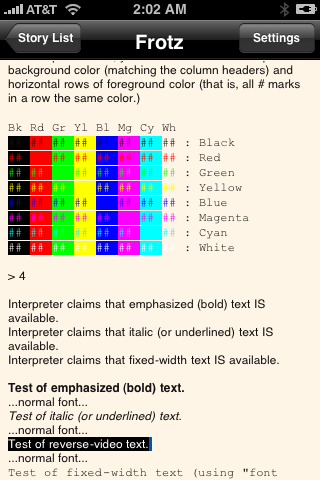 AT&T 2:02 AM
Story List Frotz Settings
background color (matching the column headers) and
horizontal rows of foreground color (that is, all # marks
in a row the same color.)
Bk Rd Gr Yl Bl Mg Cy Wh
## ## ## ## ## ## ## ## : Black
## ## ## ## ## ## ## ## : Red
## ## ## ## ## ## ## ## : Green
## ## ## ## ## ## ## ## : Yellow
## ## ## ## ## ## ## ## : Blue
## ## ## ## ## ## ## ## : Magenta
## ## ## ## ## ## ## ## : Cyan
## ## ## ## ## ## ## ## : White
> 4
Interpreter claims that emphasized (bold) text IS
available.
Interpreter claims that italic (or underlined) text IS
available.
Interpreter claims that fixed-width text IS available.
Test of emphasized (bold) text.
...normal font...
Test of italic (or underlined) text.
...normal font...
Test of reverse-video text.
...normal font...
Test of fixed-width text (using "font